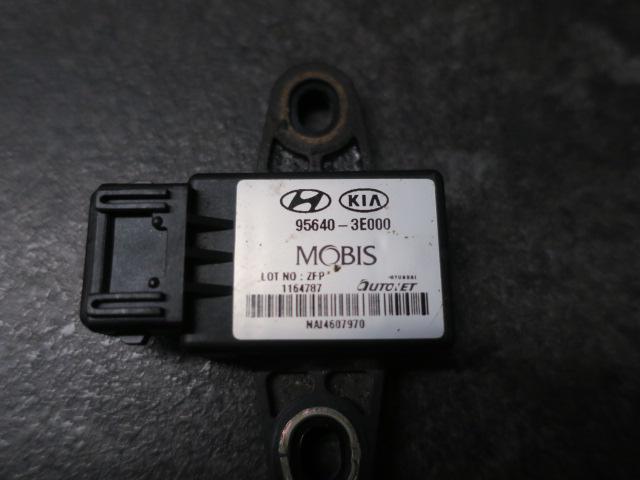 KIA
95640-3E000
MOBIS
LOT NO : ZFP
1164787
HYUNDAI
AUTONET
NAI4607970